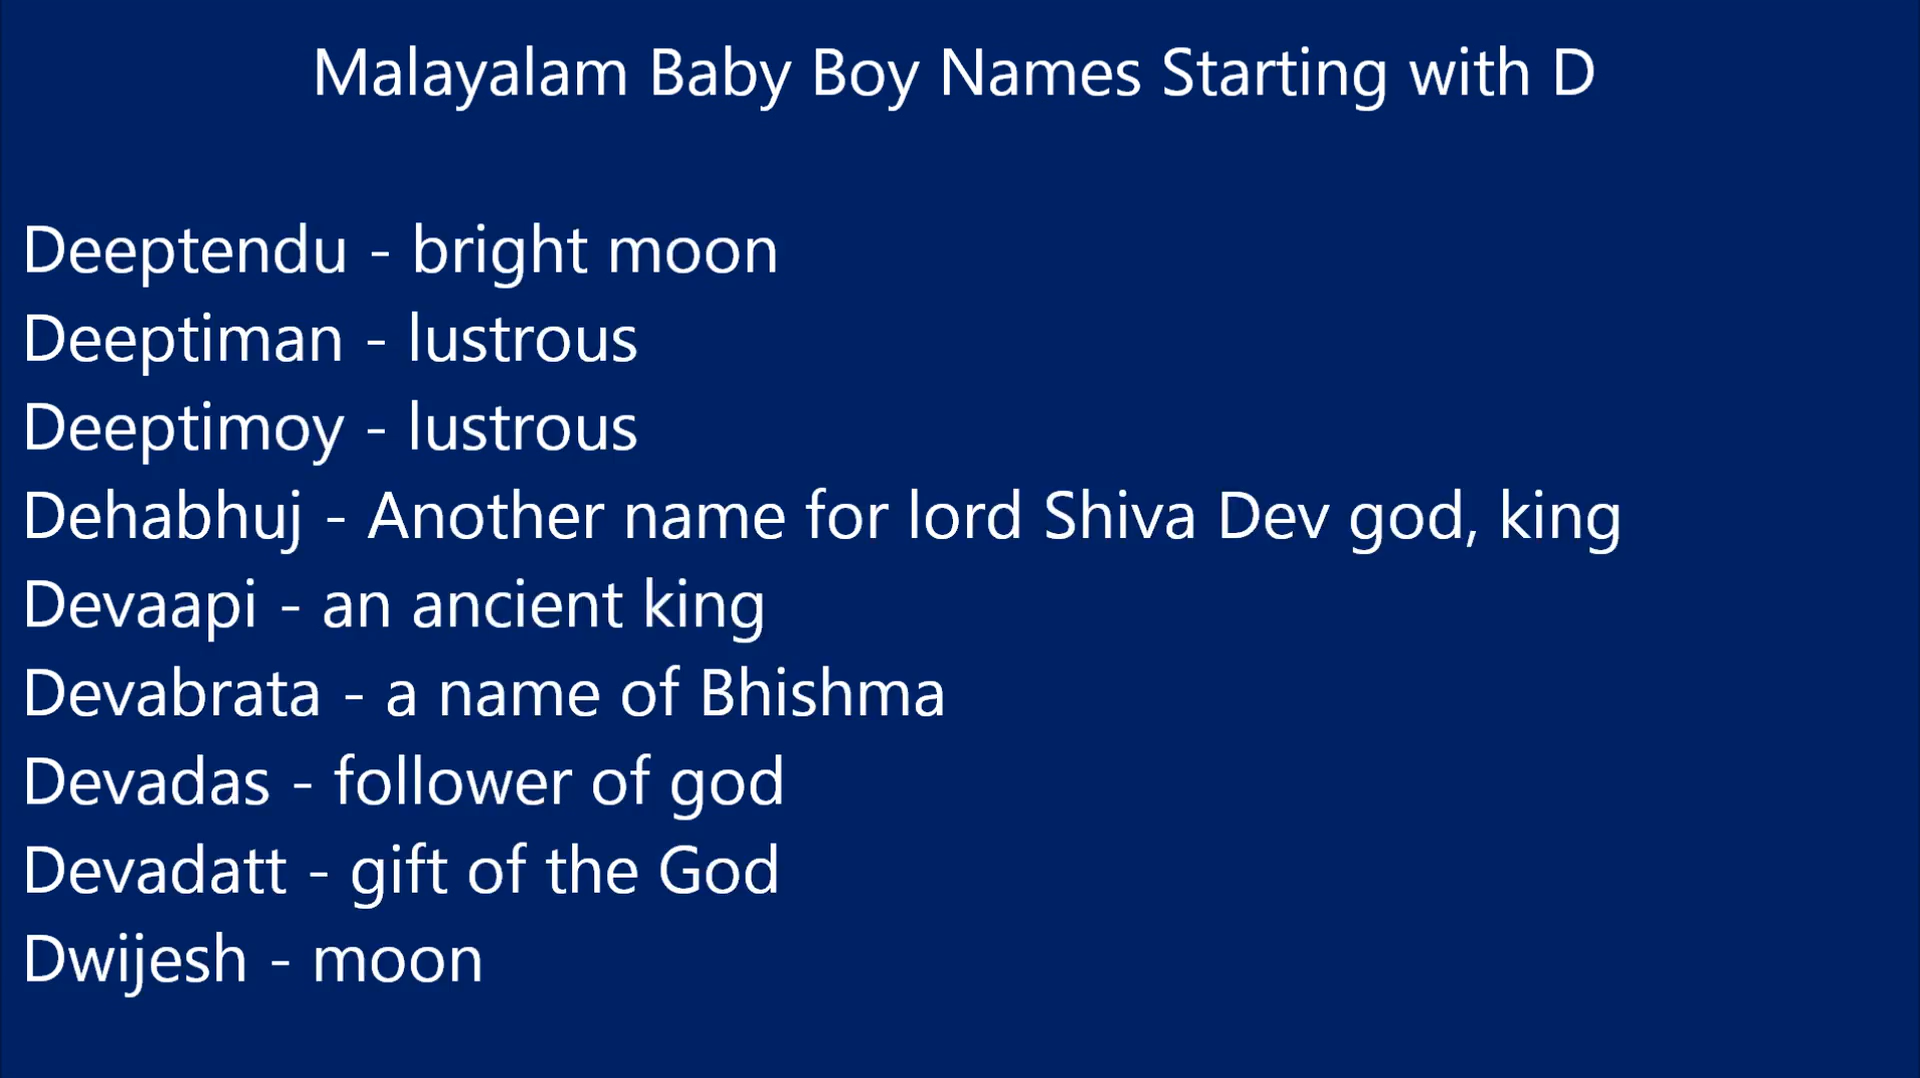 Malayalam Baby Boy Names Starting with D
Deeptendu - bright moon
Deeptiman - lustrous
Deeptimoy - lustrous
Dehabhuj - Another name for lord Shiva Dev god, king
Devaapi - an ancient king
Devabrata - a name of Bhishma
Devadas - follower of god
Devadatt - gift of the God
Dwijesh - moon